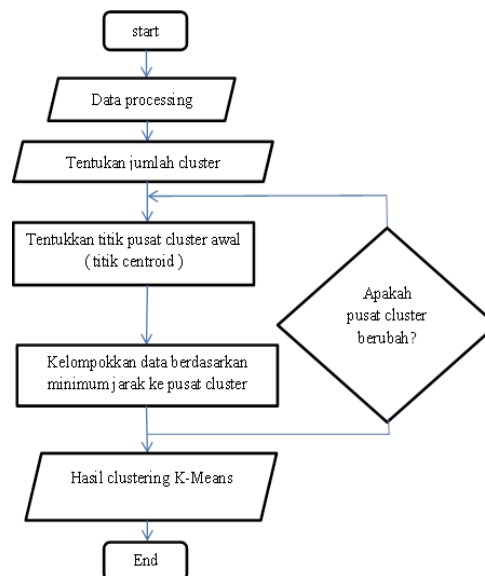 start
Data processing
Tentukan jumlah cluster
Tentukkan titik pusat cluster awal
( titik centroid )
Apakah
pusat cluster
berubah?
Kelompokkan data berdasarkan
minimum jarak ke pusat cluster
Hasil clustering K-Means
End